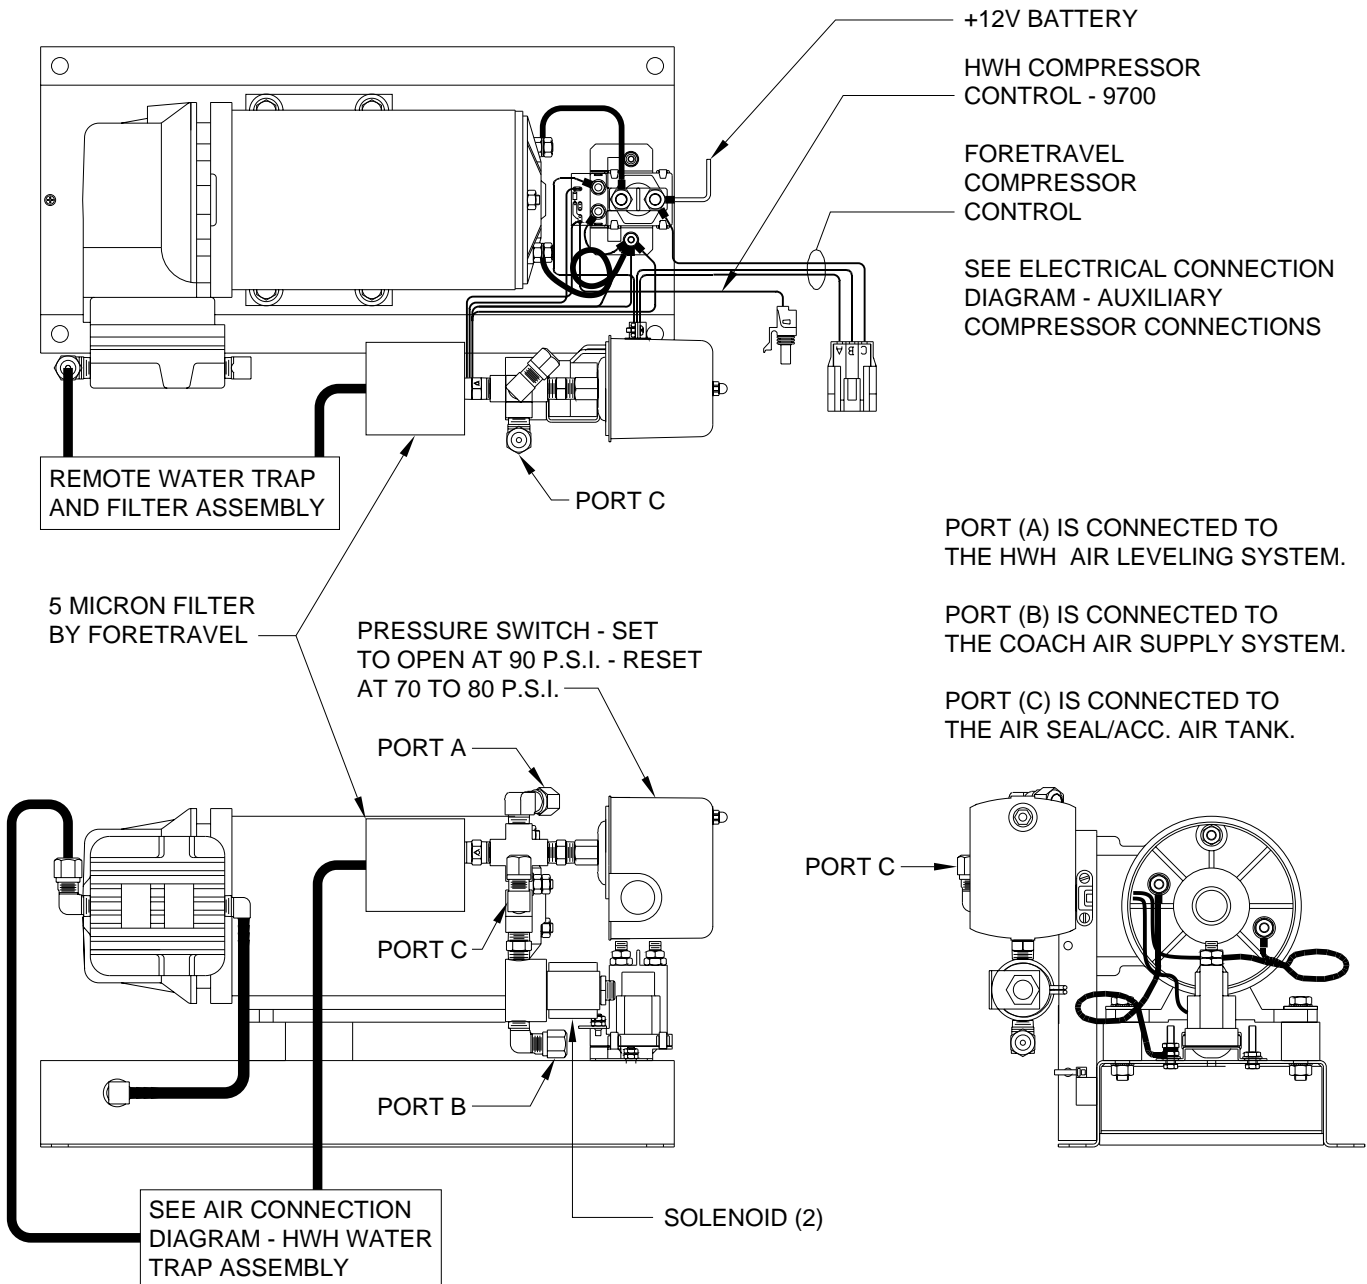 +12V BATTERY
HWH COMPRESSOR
CONTROL - 9700
FORETRAVEL
COMPRESSOR
CONTROL
SEE ELECTRICAL CONNECTION
DIAGRAM - AUXILIARY
COMPRESSOR CONNECTIONS
A
B
C
REMOTE WATER TRAP
AND FILTER ASSEMBLY
PORT C
PORT (A) IS CONNECTED TO
THE HWH AIR LEVELING SYSTEM.
PORT (B) IS CONNECTED TO
THE COACH AIR SUPPLY SYSTEM.
PORT (C) IS CONNECTED TO
THE AIR SEAL/ACC. AIR TANK.
5 MICRON FILTER
BY FORETRAVEL
PRESSURE SWITCH - SET
TO OPEN AT 90 P.S.I. - RESET
AT 70 TO 80 P.S.I.
PORT A
PORT C
PORT C
PORT B
SOLENOID (2)
SEE AIR CONNECTION
DIAGRAM - HWH WATER
TRAP ASSEMBLY